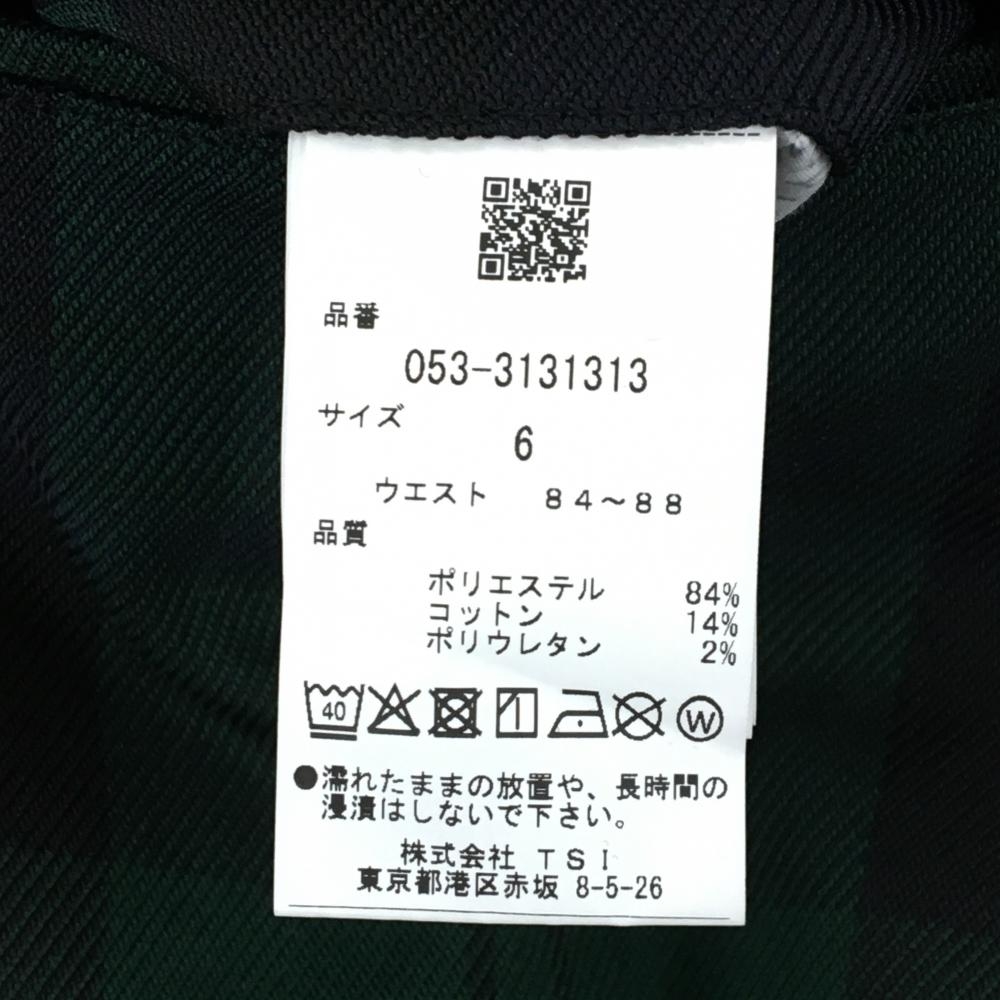 品番
053-3131313
サイズ
6
ウエスト 84～88
品質
ポリエステル 84%
コットン 14%
ポリウレタン 2%
40
W
●濡れたままの放置や、長時間の
浸漬はしないで下さい。
株式会社 TSI
東京都港区赤坂 8-5-26